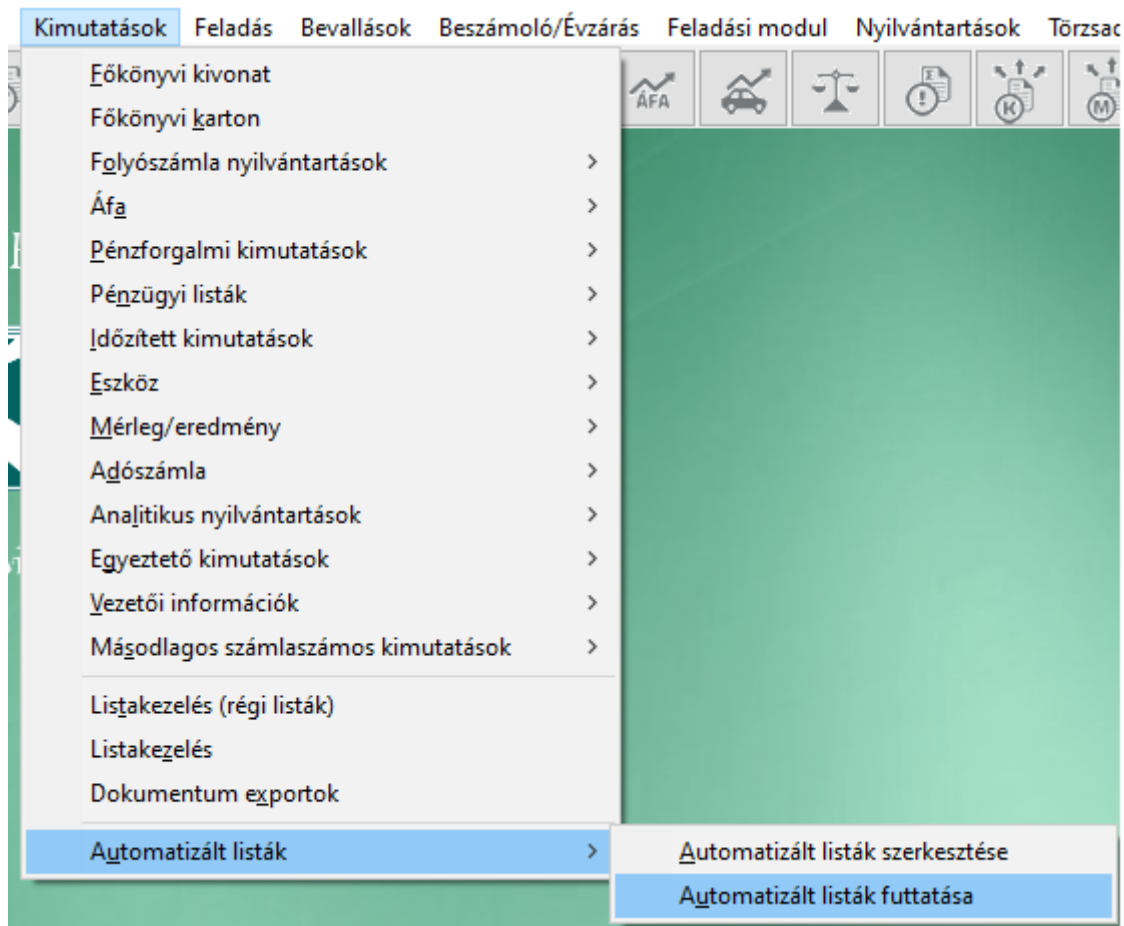 Kimutatások Feladás Bevallások Beszámoló/Évzárás Feladási modul Nyilvántartások
Főkönyvi kivonat
ÁFA
K
M
Főkönyvi karton
Folyószámla nyilvántartások
Áfa
Pénzforgalmi kimutatások
Pénzügyi listák
Időzített kimutatások
Eszköz
Mérleg/eredmény
Adószámla
Analitikus nyilvántartások
Egyeztető kimutatások
Vezetői információk
Másodlagos számlaszámos kimutatások
Listakezelés (régi listák)
Listakezelés
Dokumentum exportok
Automatizált listák
Automatizált listák szerkesztése
Automatizált listák futtatása